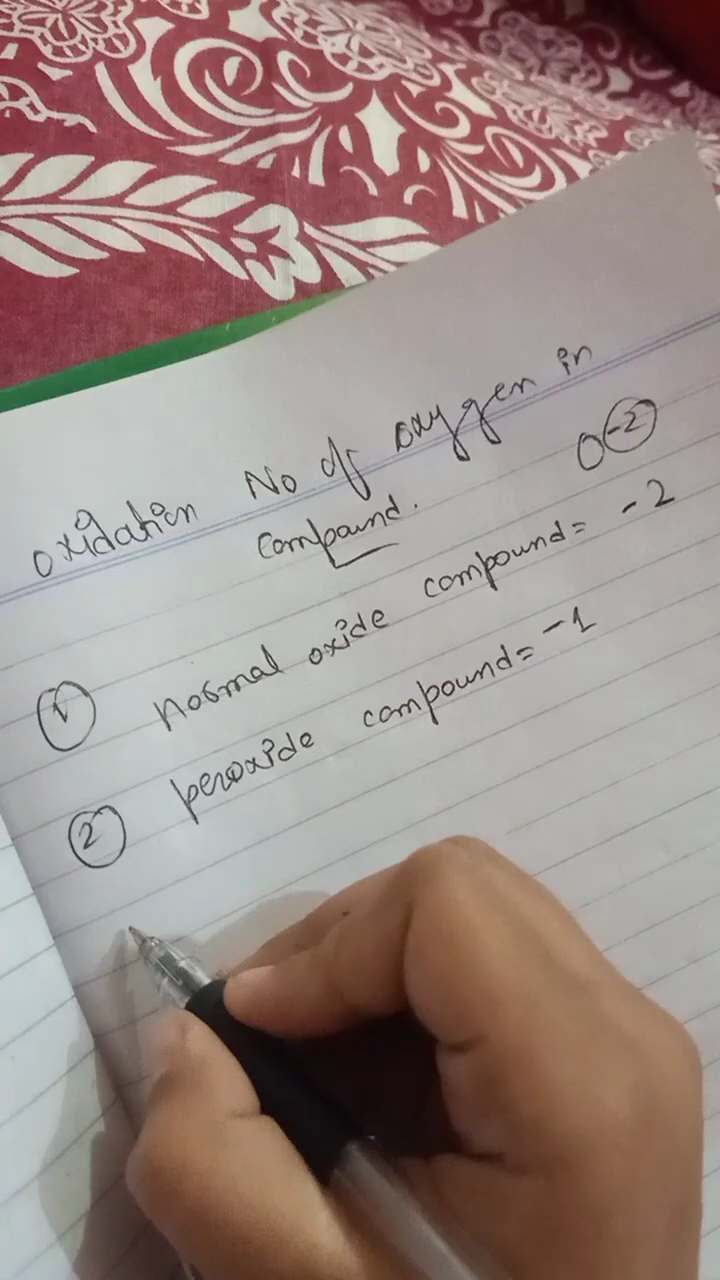 oxidation No of oxygen in
compound.
O -2
1 normal oxide compound = -2
2 peroxide compound = -1